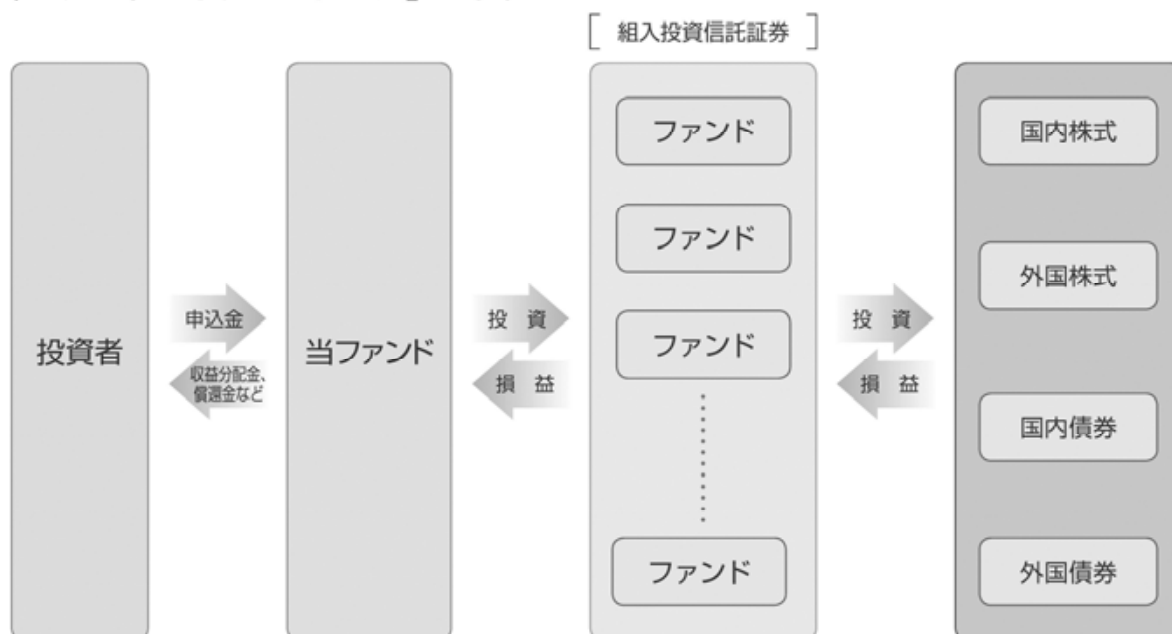 [ 組入投資信託証券 ]
投資者
申込金
収益分配金、
償還金など
当ファンド
投 資
損 益
ファンド
ファンド
ファンド
ファンド
投 資
損 益
国内株式
外国株式
国内債券
外国債券